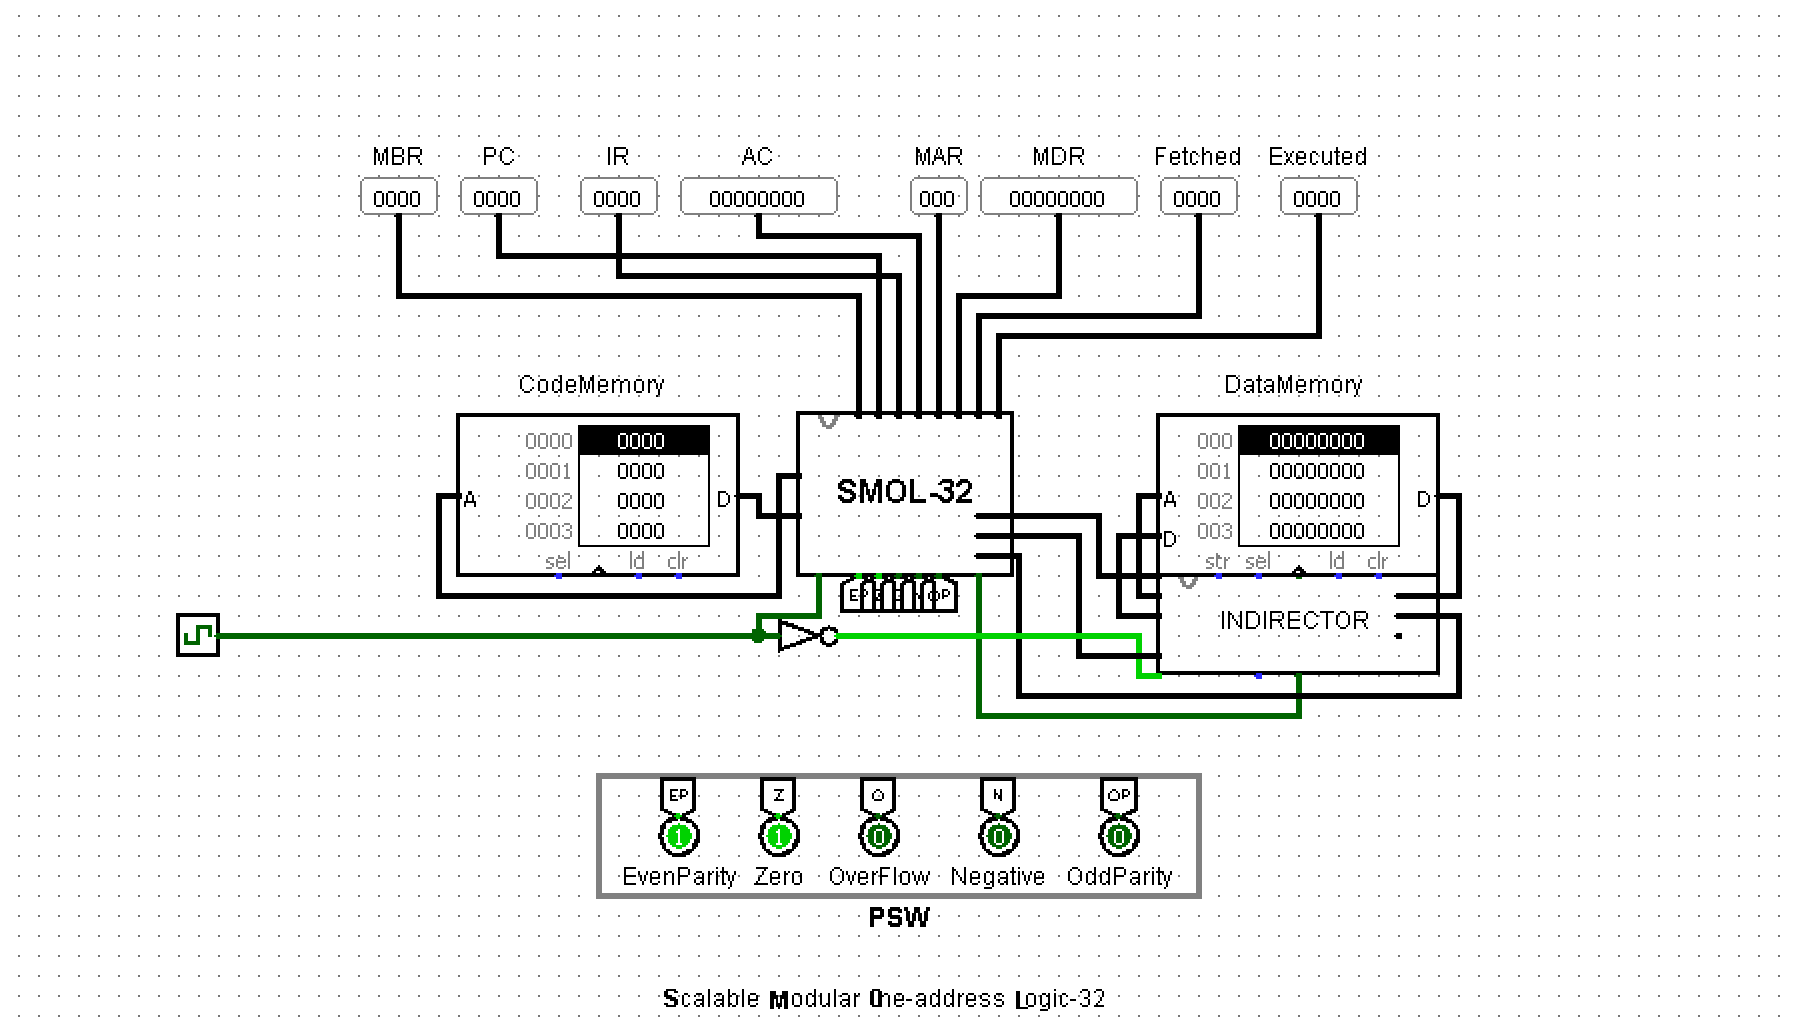 MBR PC IR AC MAR MDR Fetched Executed
0000 0000 0000 00000000 000 00000000 0000 0000
CodeMemory DataMemory
0000 0000 000 00000000
0001 0000 001 00000000
A 0002 0000 D SMOL-32 A 002 00000000 D
0003 0000 D 003 00000000
sel ld clr str sel ld clr
EP OP
INDIRECTOR
EP Z O N OP
1 1 0 0 0
EvenParity Zero OverFlow Negative OddParity
PSW
Scalable Modular One-address Logic-32